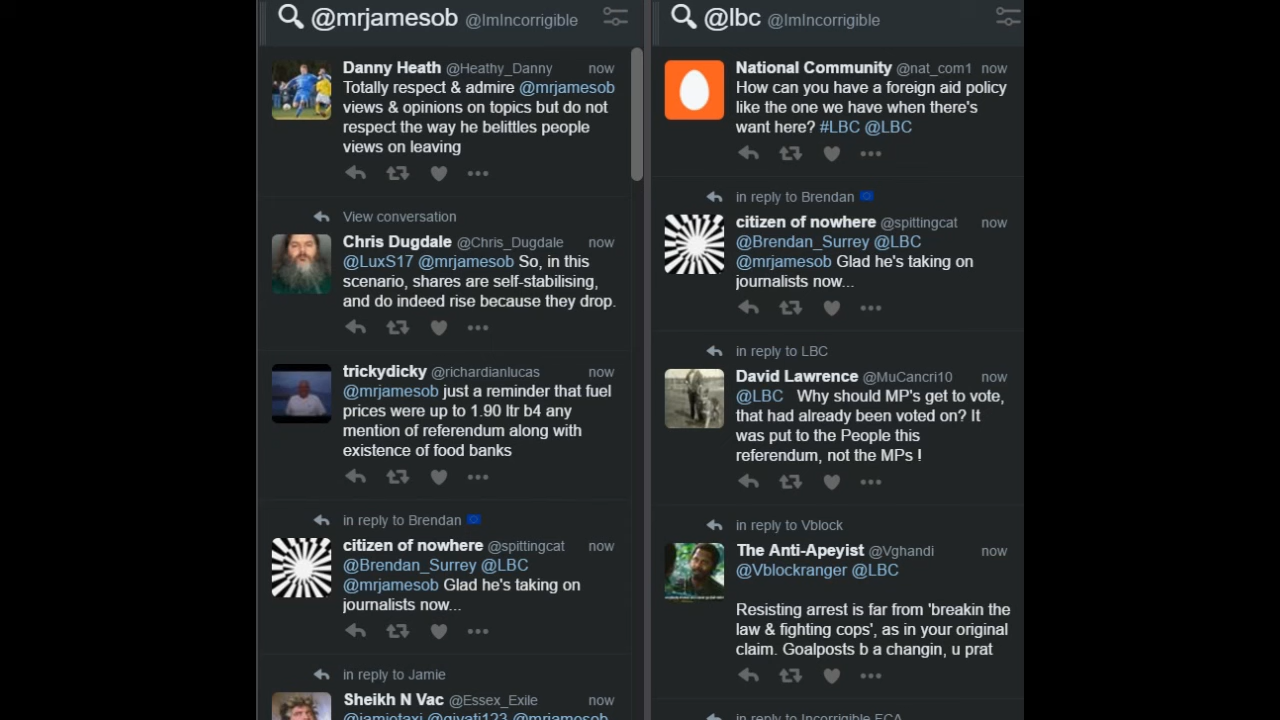 @mrjamesob @ImIncorrigible
Danny Heath @Heathy_Danny now
Totally respect & admire @mrjamesob
views & opinions on topics but do not
respect the way he belittles people
views on leaving
View conversation
Chris Dugdale @Chris_Dugdale now
@LuxS17 @mrjamesob So, in this
scenario, shares are self-stabilising,
and do indeed rise because they drop.
trickydicky @richardianlucas now
@mrjamesob just a reminder that fuel
prices were up to 1.90 ltr b4 any
mention of referendum along with
existence of food banks
in reply to Brendan
citizen of nowhere @spittingcat now
@Brendan_Surrey @LBC
@mrjamesob Glad he's taking on
journalists now...
in reply to Jamie
Sheikh N Vac @Essex_Exile now
@jamiotaxi @givati123 @mrjamesob
@lbc @ImIncorrigible
National Community @nat_com1 now
How can you have a foreign aid policy
like the one we have when there's
want here? #LBC @LBC
in reply to Brendan
citizen of nowhere @spittingcat now
@Brendan_Surrey @LBC
@mrjamesob Glad he's taking on
journalists now...
in reply to LBC
David Lawrence @MuCancri10 now
@LBC Why should MP's get to vote,
that had already been voted on? It
was put to the People this
referendum, not the MPs !
in reply to Vblock
The Anti-Apeyist @Vghandi now
@Vblockranger @LBC
Resisting arrest is far from 'breakin the
law & fighting cops', as in your original
claim. Goalposts b a changin, u prat
in reply to Incorrigible ECA